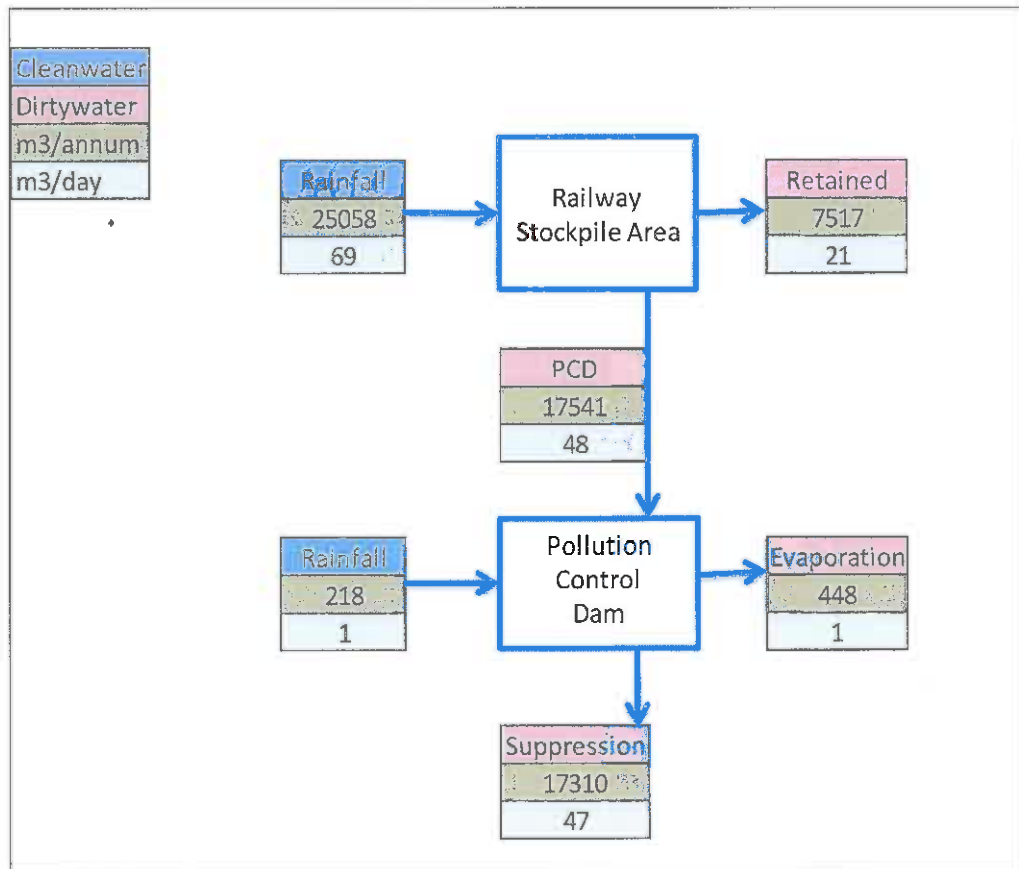 Cleanwater
Dirtywater
m3/annum
m3/day
Rainfall
25058
69
Railway
Stockpile Area
Retained
7517
21
PCD
17541
48
Rainfall
218
1
Pollution
Control
Dam
Evaporation
448
1
Suppression
17310
47